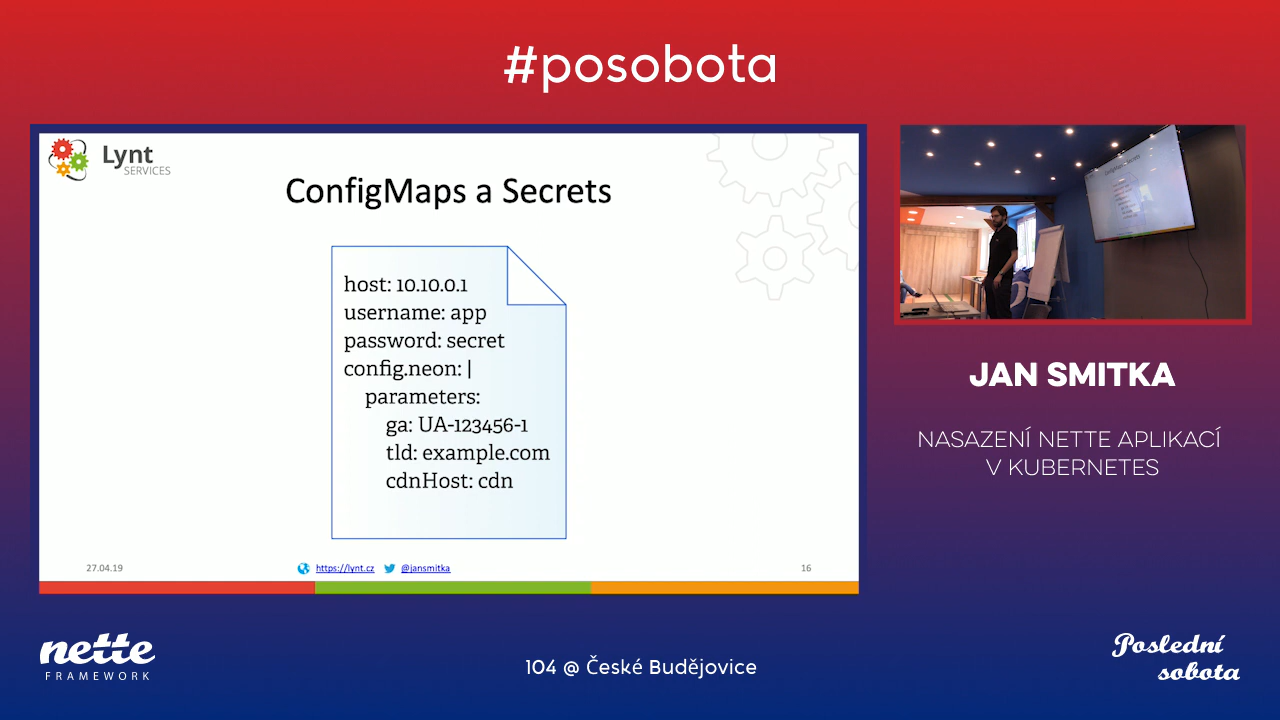 #posobota
Lynt
SERVICES
ConfigMaps a Secrets
host: 10.10.0.1
username: app
password: secret
config.neon: |
parameters:
ga: UA-123456-1
tld: example.com
cdnHost: cdn
27.04.19
https://lynt.cz
@jansmitka
16
JAN SMITKA
NASAZENÍ NETTE APLIKACÍ
V KUBERNETES
nette
FRAMEWORK
104 @ České Budějovice
Poslední
sobota